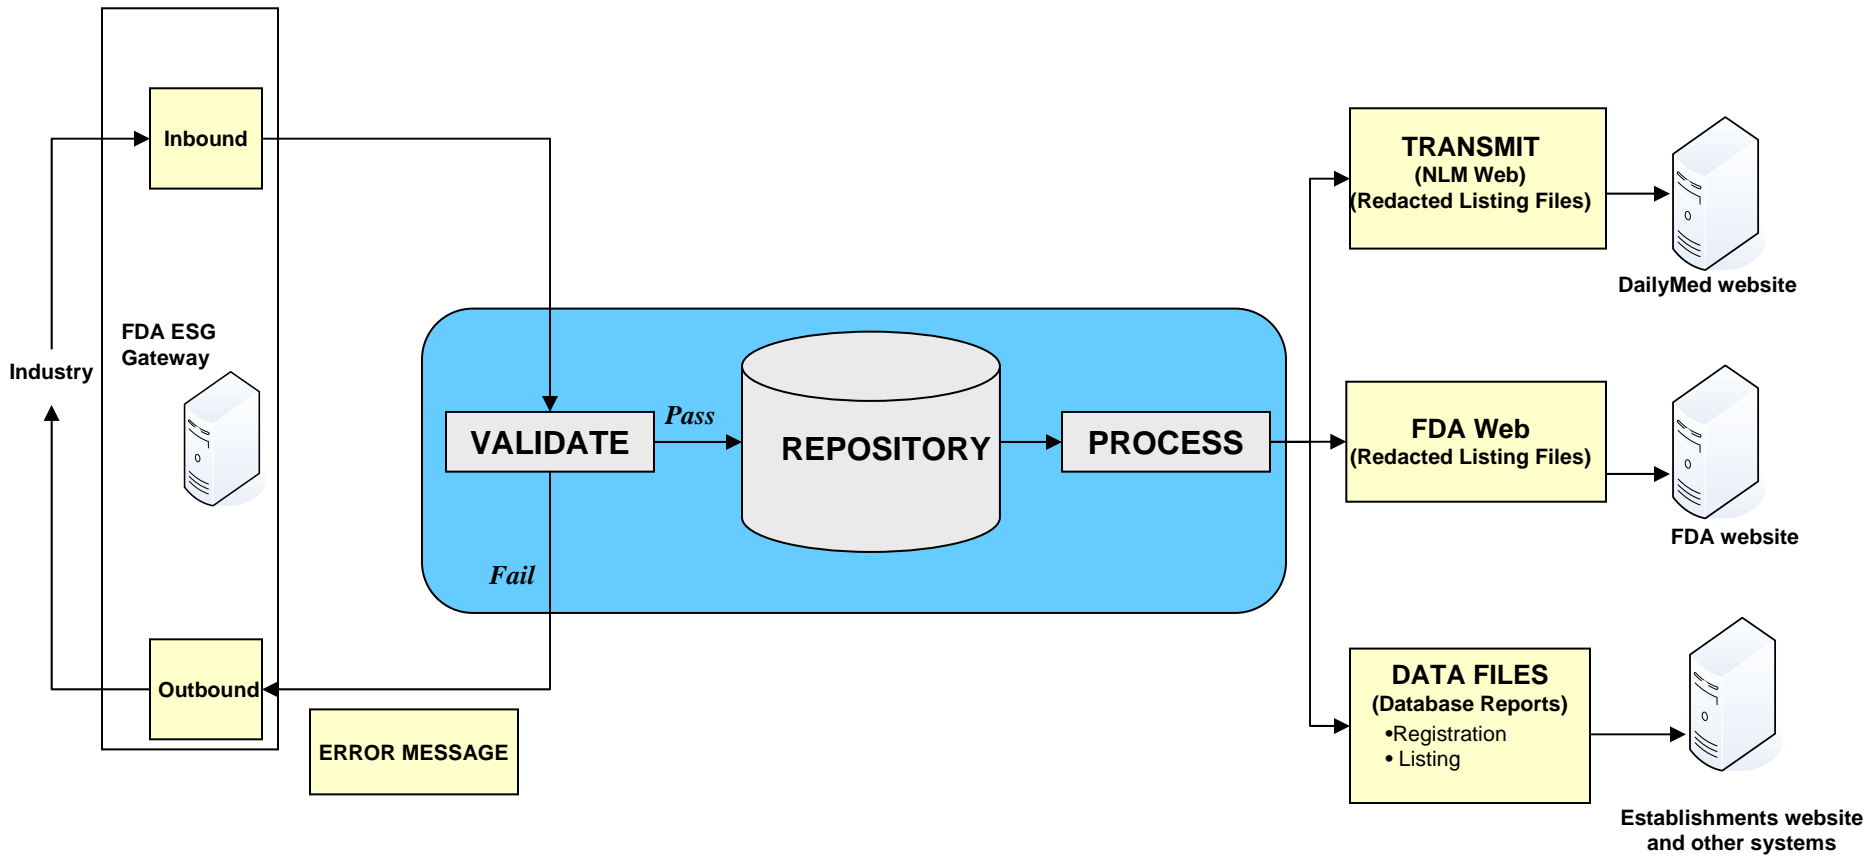 Inbound
FDA ESG
Gateway
Industry
Outbound
ERROR MESSAGE
VALIDATE
Pass
Fail
REPOSITORY
PROCESS
TRANSMIT
(NLM Web)
(Redacted Listing Files)
DailyMed website
FDA Web
(Redacted Listing Files)
FDA website
DATA FILES
(Database Reports)
•Registration
• Listing
Establishments website
and other systems